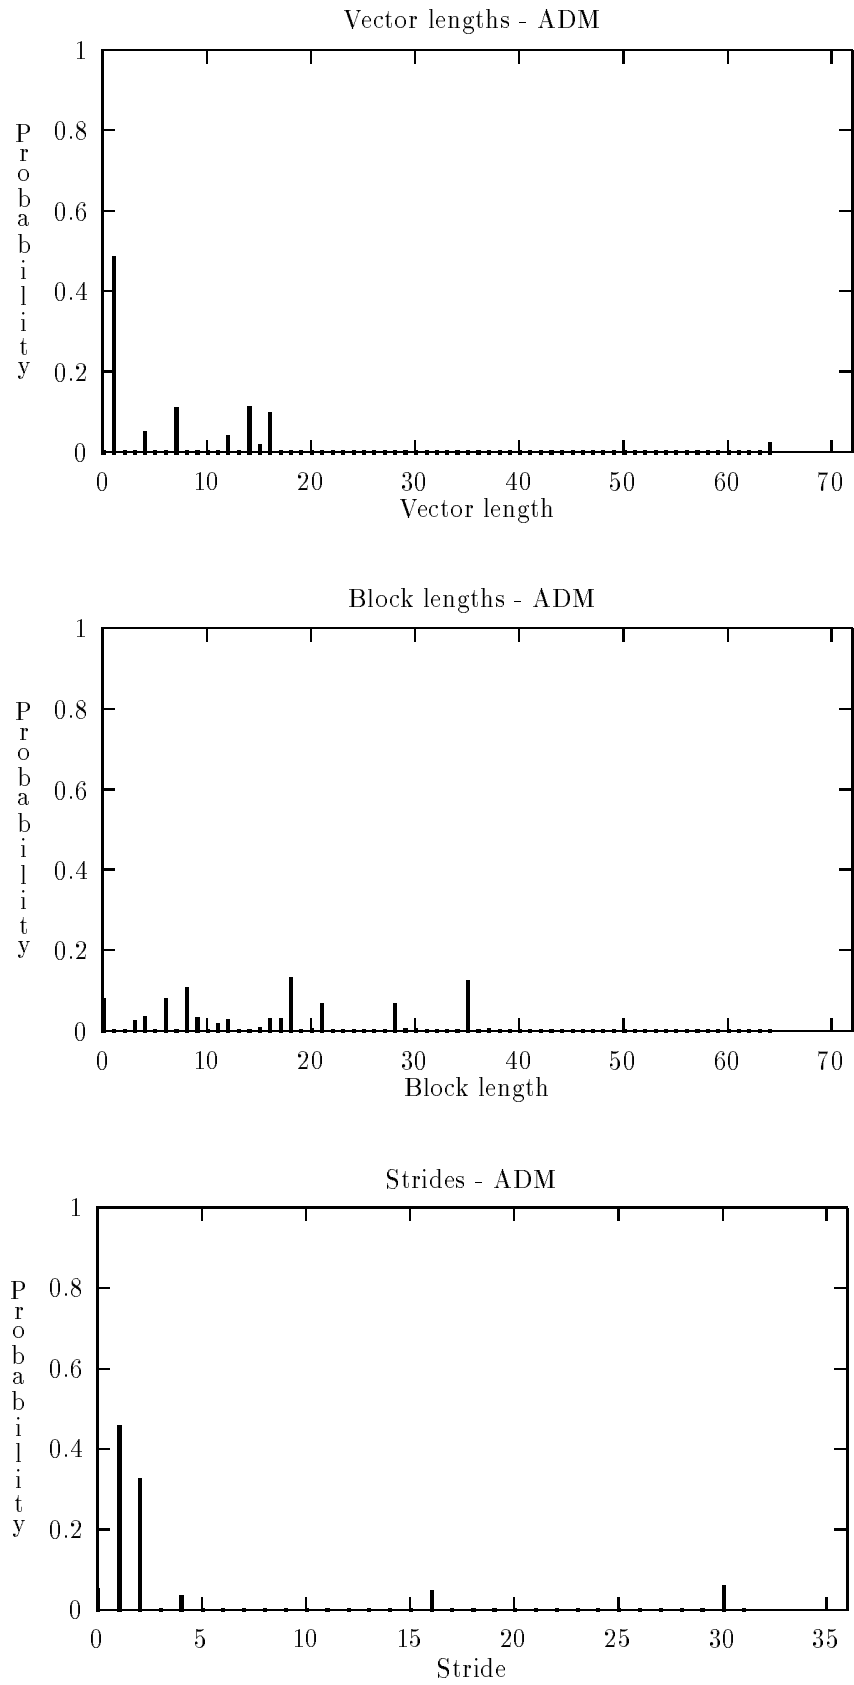 Vector lengths - ADM
1
0.8
0.6
0.4
0.2
0
Probability
0 10 20 30 40 50 60 70
Vector length
Block lengths - ADM
1
0.8
0.6
0.4
0.2
0
Probability
0 10 20 30 40 50 60 70
Block length
Strides - ADM
1
0.8
0.6
0.4
0.2
0
Probability
0 5 10 15 20 25 30 35
Stride